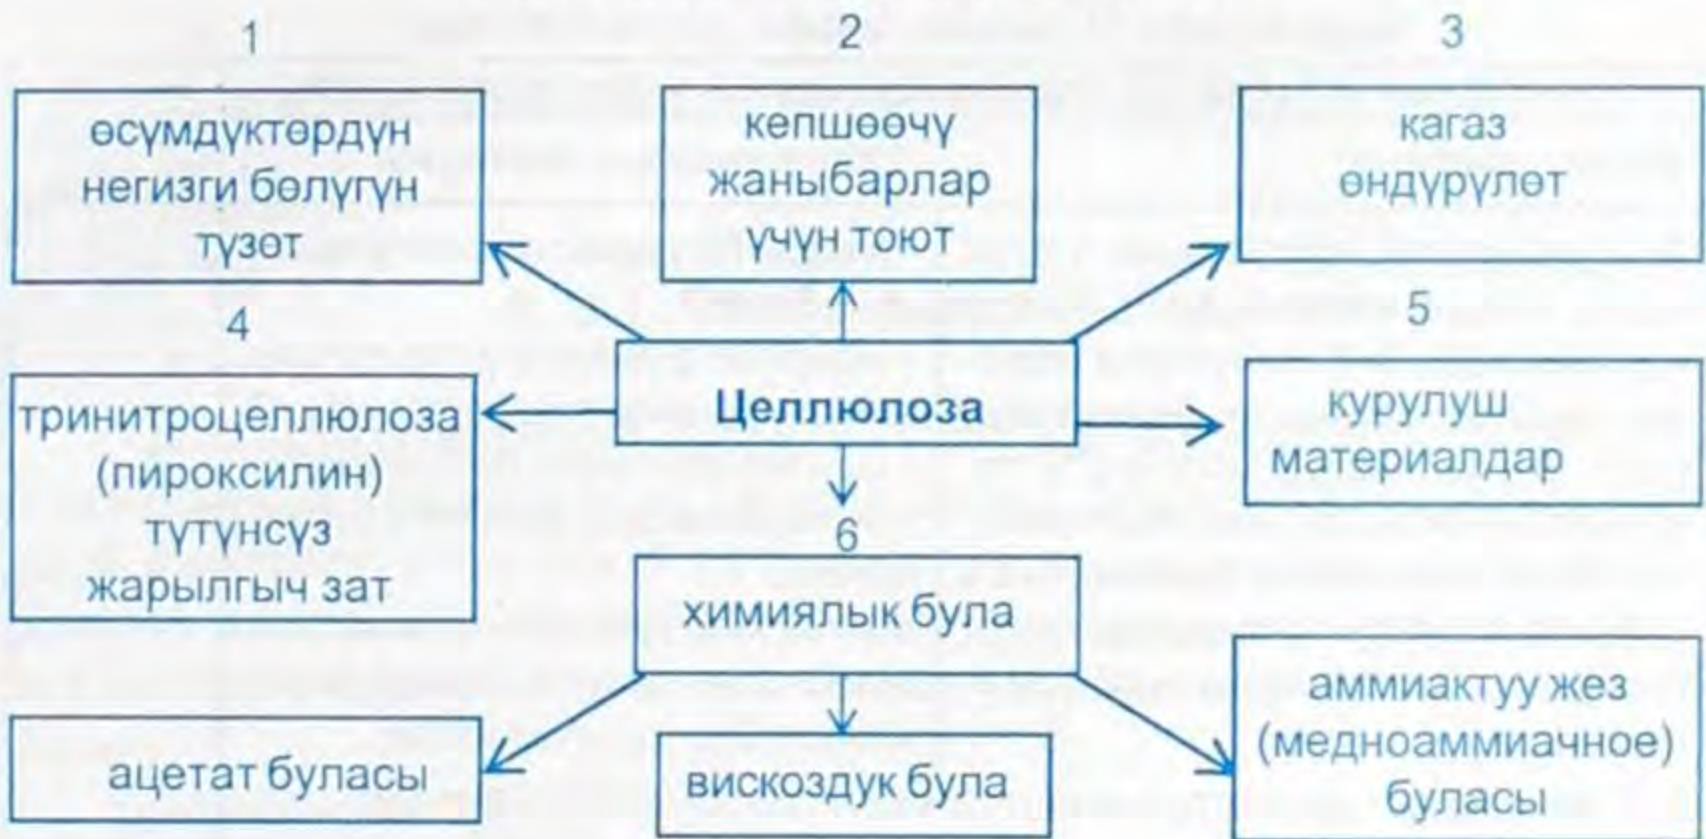 1
өсүмдүктөрдүн
негизги бөлүгүн
түзөт
2
кепшөөчү
жаныбарлар
үчүн тоют
3
кагаз
өндүрүлөт
4
тринитроцеллюлоза
(пироксилин)
түтүнсүз
жарылгыч зат
Целлюлоза
5
курулуш
материалдар
6
химиялык була
ацетат буласы
вискоздук була
аммиактуу жез
(медноаммиачное)
буласы